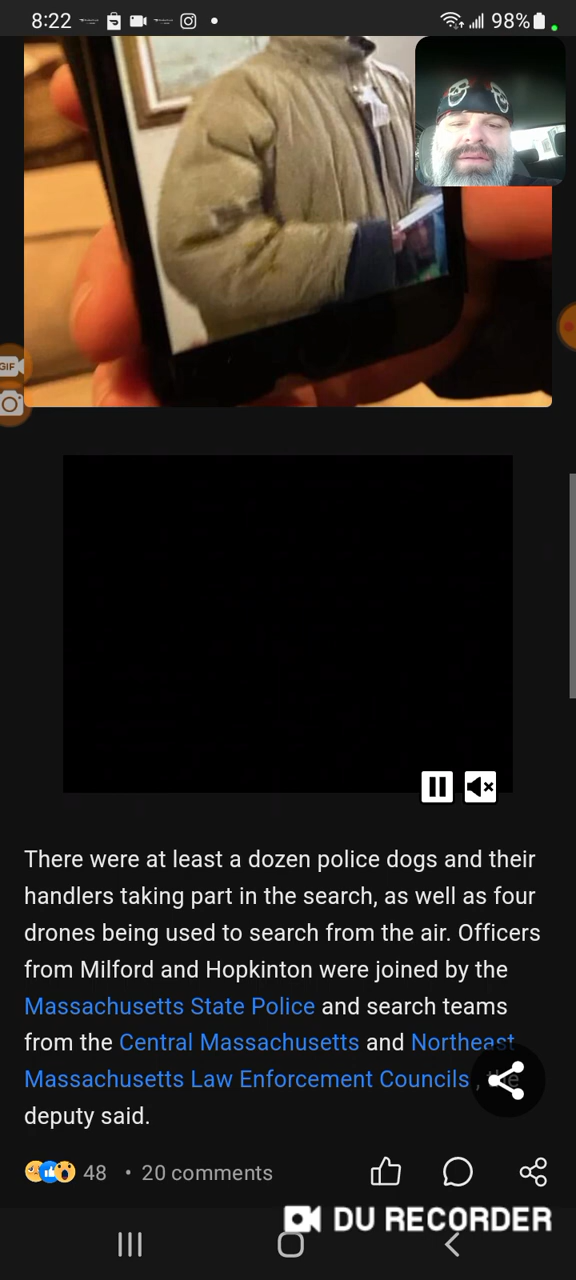 8:22
98%
GIF
There were at least a dozen police dogs and their
handlers taking part in the search, as well as four
drones being used to search from the air. Officers
from Milford and Hopkinton were joined by the
Massachusetts State Police and search teams
from the Central Massachusetts and Northeast
Massachusetts Law Enforcement Councils , the
deputy said.
48 • 20 comments
DU RECORDER